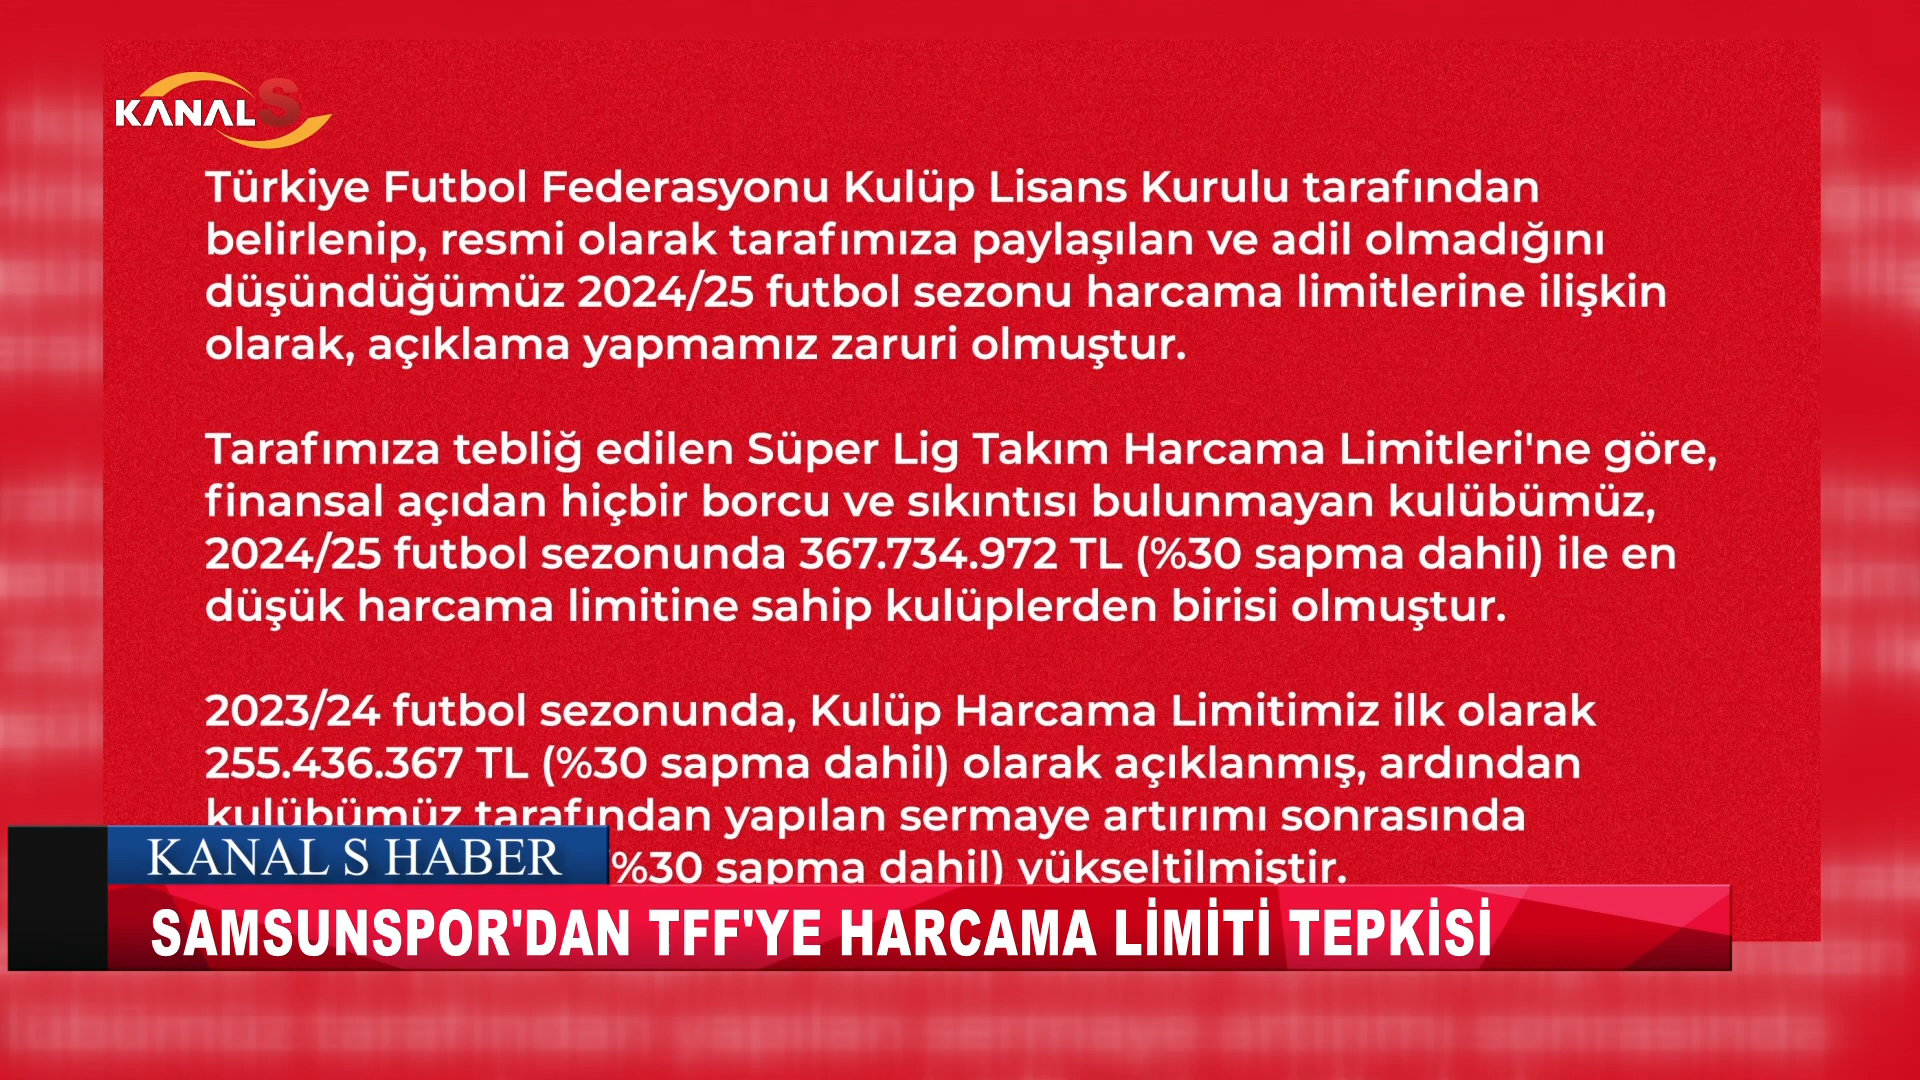 KANAL S
Türkiye Futbol Federasyonu Kulüp Lisans Kurulu tarafından
belirlenip, resmi olarak tarafımıza paylaşılan ve adil olmadığını
düşündüğümüz 2024/25 futbol sezonu harcama limitlerine ilişkin
olarak, açıklama yapmamız zaruri olmuştur.
Tarafımıza tebliğ edilen Süper Lig Takım Harcama Limitleri'ne göre,
finansal açıdan hiçbir borcu ve sıkıntısı bulunmayan kulübümüz,
2024/25 futbol sezonunda 367.734.972 TL (%30 sapma dahil) ile en
düşük harcama limitine sahip kulüplerden birisi olmuştur.
2023/24 futbol sezonunda, Kulüp Harcama Limitimiz ilk olarak
255.436.367 TL (%30 sapma dahil) olarak açıklanmış, ardından
kulübümüz tarafından yapılan sermaye artırımı sonrasında
(%30 sapma dahil) yükseltilmiştir.
KANAL S HABER
SAMSUNSPOR'DAN TFF'YE HARCAMA LİMİTİ TEPKİSİ